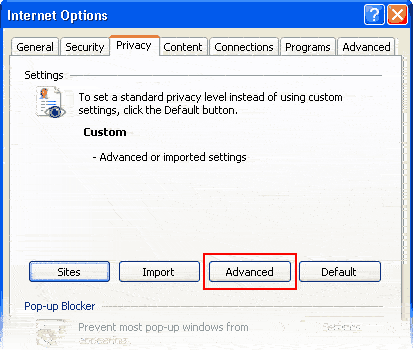 Internet Options
General Security Privacy Content Connections Programs Advanced
Settings
To set a standard privacy level instead of using custom
settings, click the Default button.
Custom
- Advanced or imported settings
Sites Import Advanced Default
Pop-up Blocker
Prevent most pop-up windows from
appearing.
Settings